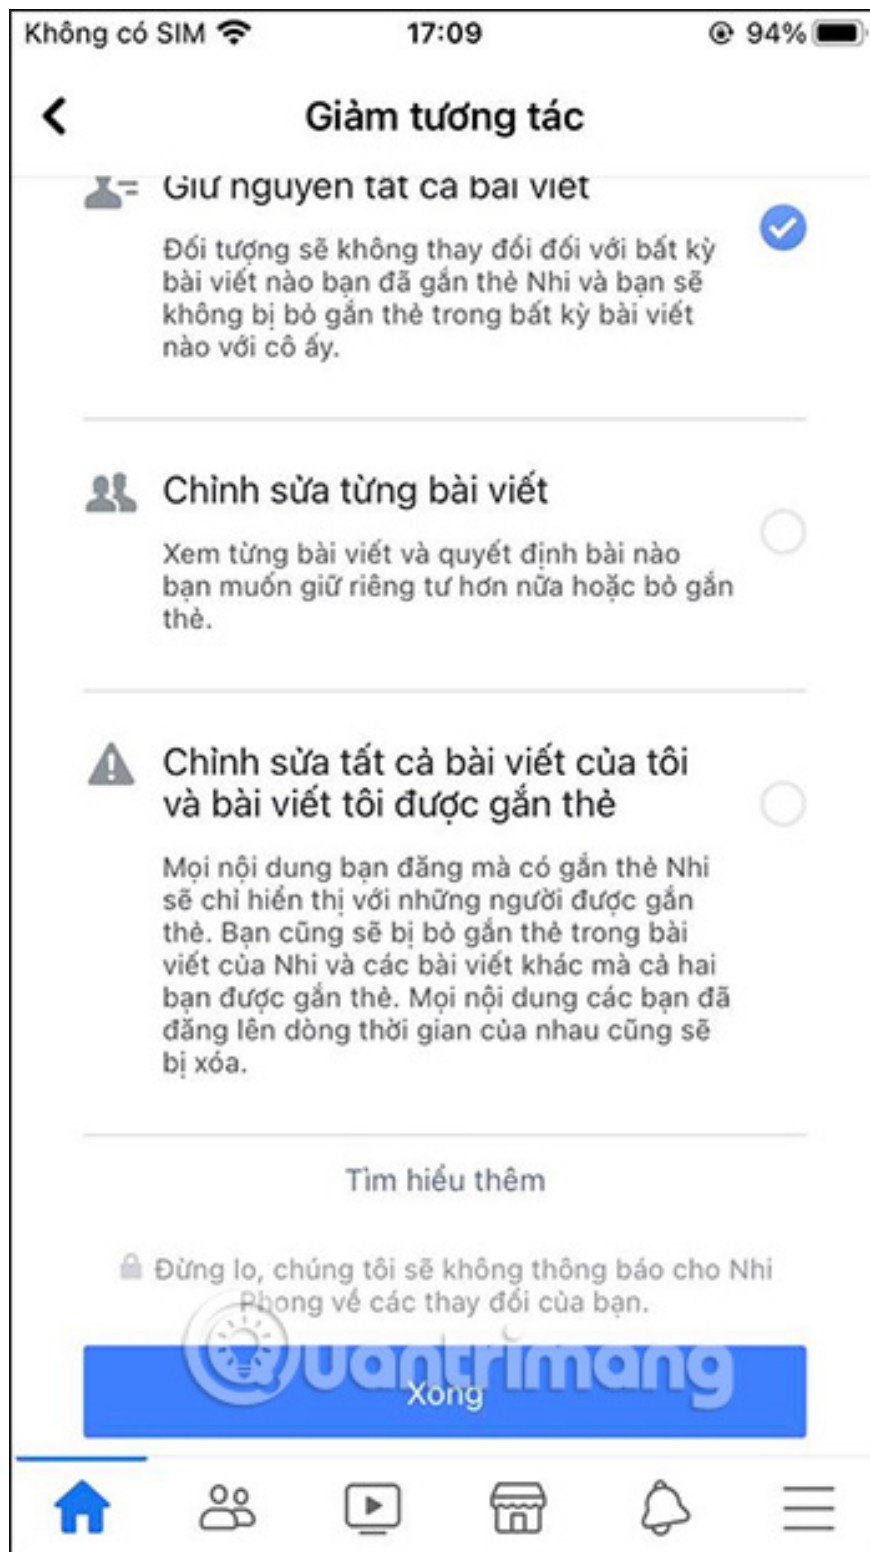 Không có SIM
17:09
94%
Giảm tương tác
Giữ nguyên tất cả bài viết
Đối tượng sẽ không thay đổi đối với bất kỳ
bài viết nào bạn đã gắn thẻ Nhi và bạn sẽ
không bị bỏ gắn thẻ trong bất kỳ bài viết
nào với cô ấy.
Chỉnh sửa từng bài viết
Xem từng bài viết và quyết định bài nào
bạn muốn giữ riêng tư hơn nữa hoặc bỏ gắn
thẻ.
Chỉnh sửa tất cả bài viết của tôi
và bài viết tôi được gắn thẻ
Mọi nội dung bạn đăng mà có gắn thẻ Nhi
sẽ chỉ hiển thị với những người được gắn
thẻ. Bạn cũng sẽ bị bỏ gắn thẻ trong bài
viết của Nhi và các bài viết khác mà cả hai
bạn được gắn thẻ. Mọi nội dung các bạn đã
đăng lên dòng thời gian của nhau cũng sẽ
bị xóa.
Tìm hiểu thêm
Đừng lo, chúng tôi sẽ không thông báo cho Nhi
Phong về các thay đổi của bạn.
Quantrimang
Xong